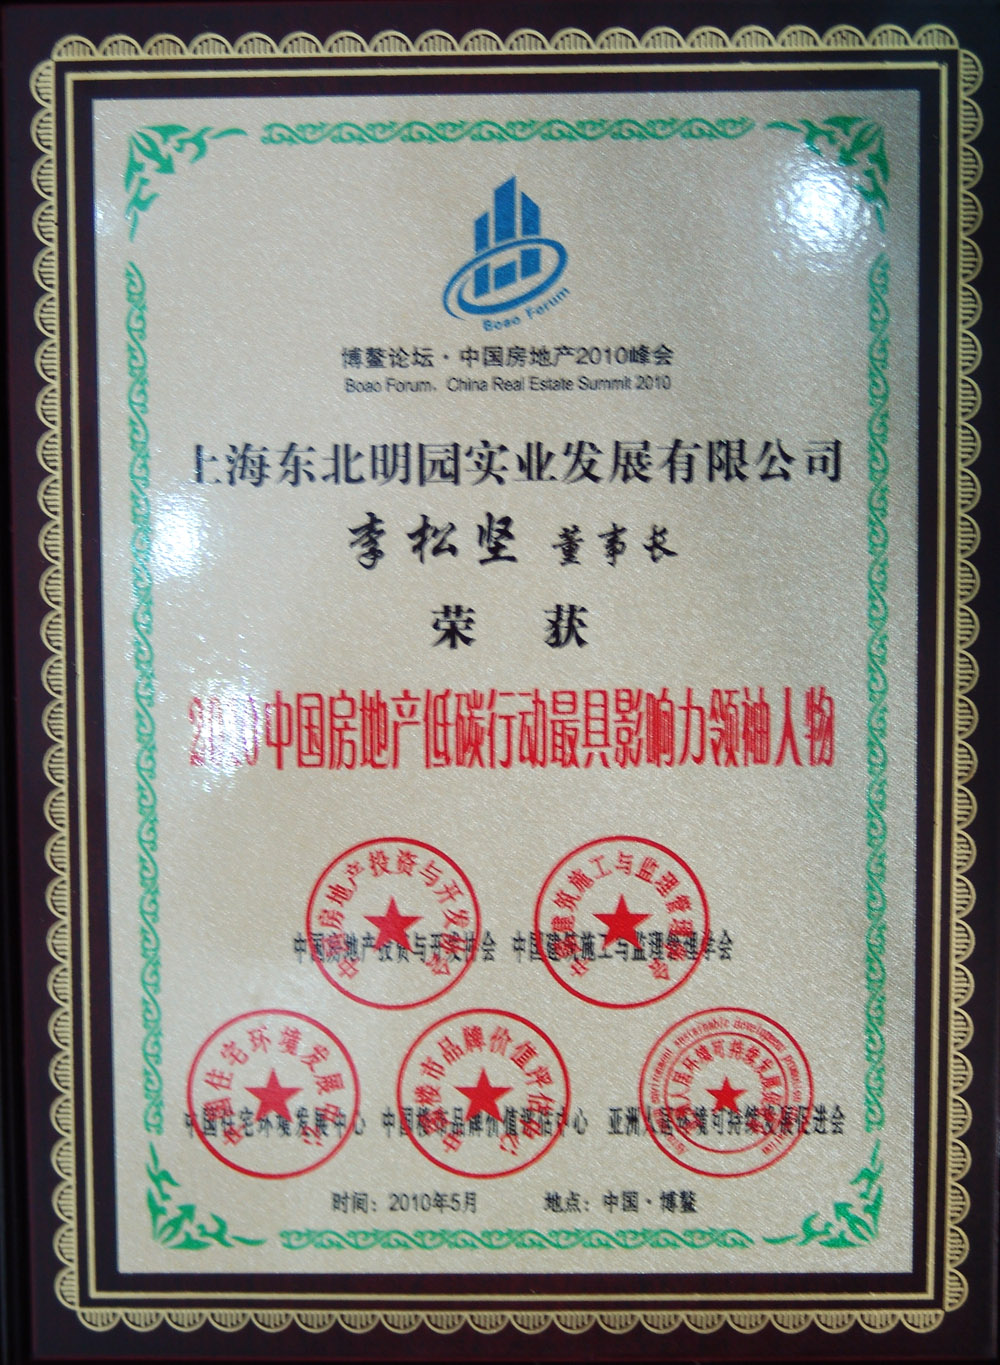 Boao Forum
博鳌论坛·中国房地产2010峰会
Boao Forum, China Real Estate Summit 2010
上海东北明园实业发展有限公司
李松坚 董事长
荣 获
2010中国房地产低碳行动最具影响力领袖人物
中国房地产投资与开发协会 中国建筑施工与监理管理学会
中国住宅环境发展中心 中国楼市品牌价值评估中心 亚洲人居环境可持续发展促进会
时间：2010年5月 地点：中国·博鳌